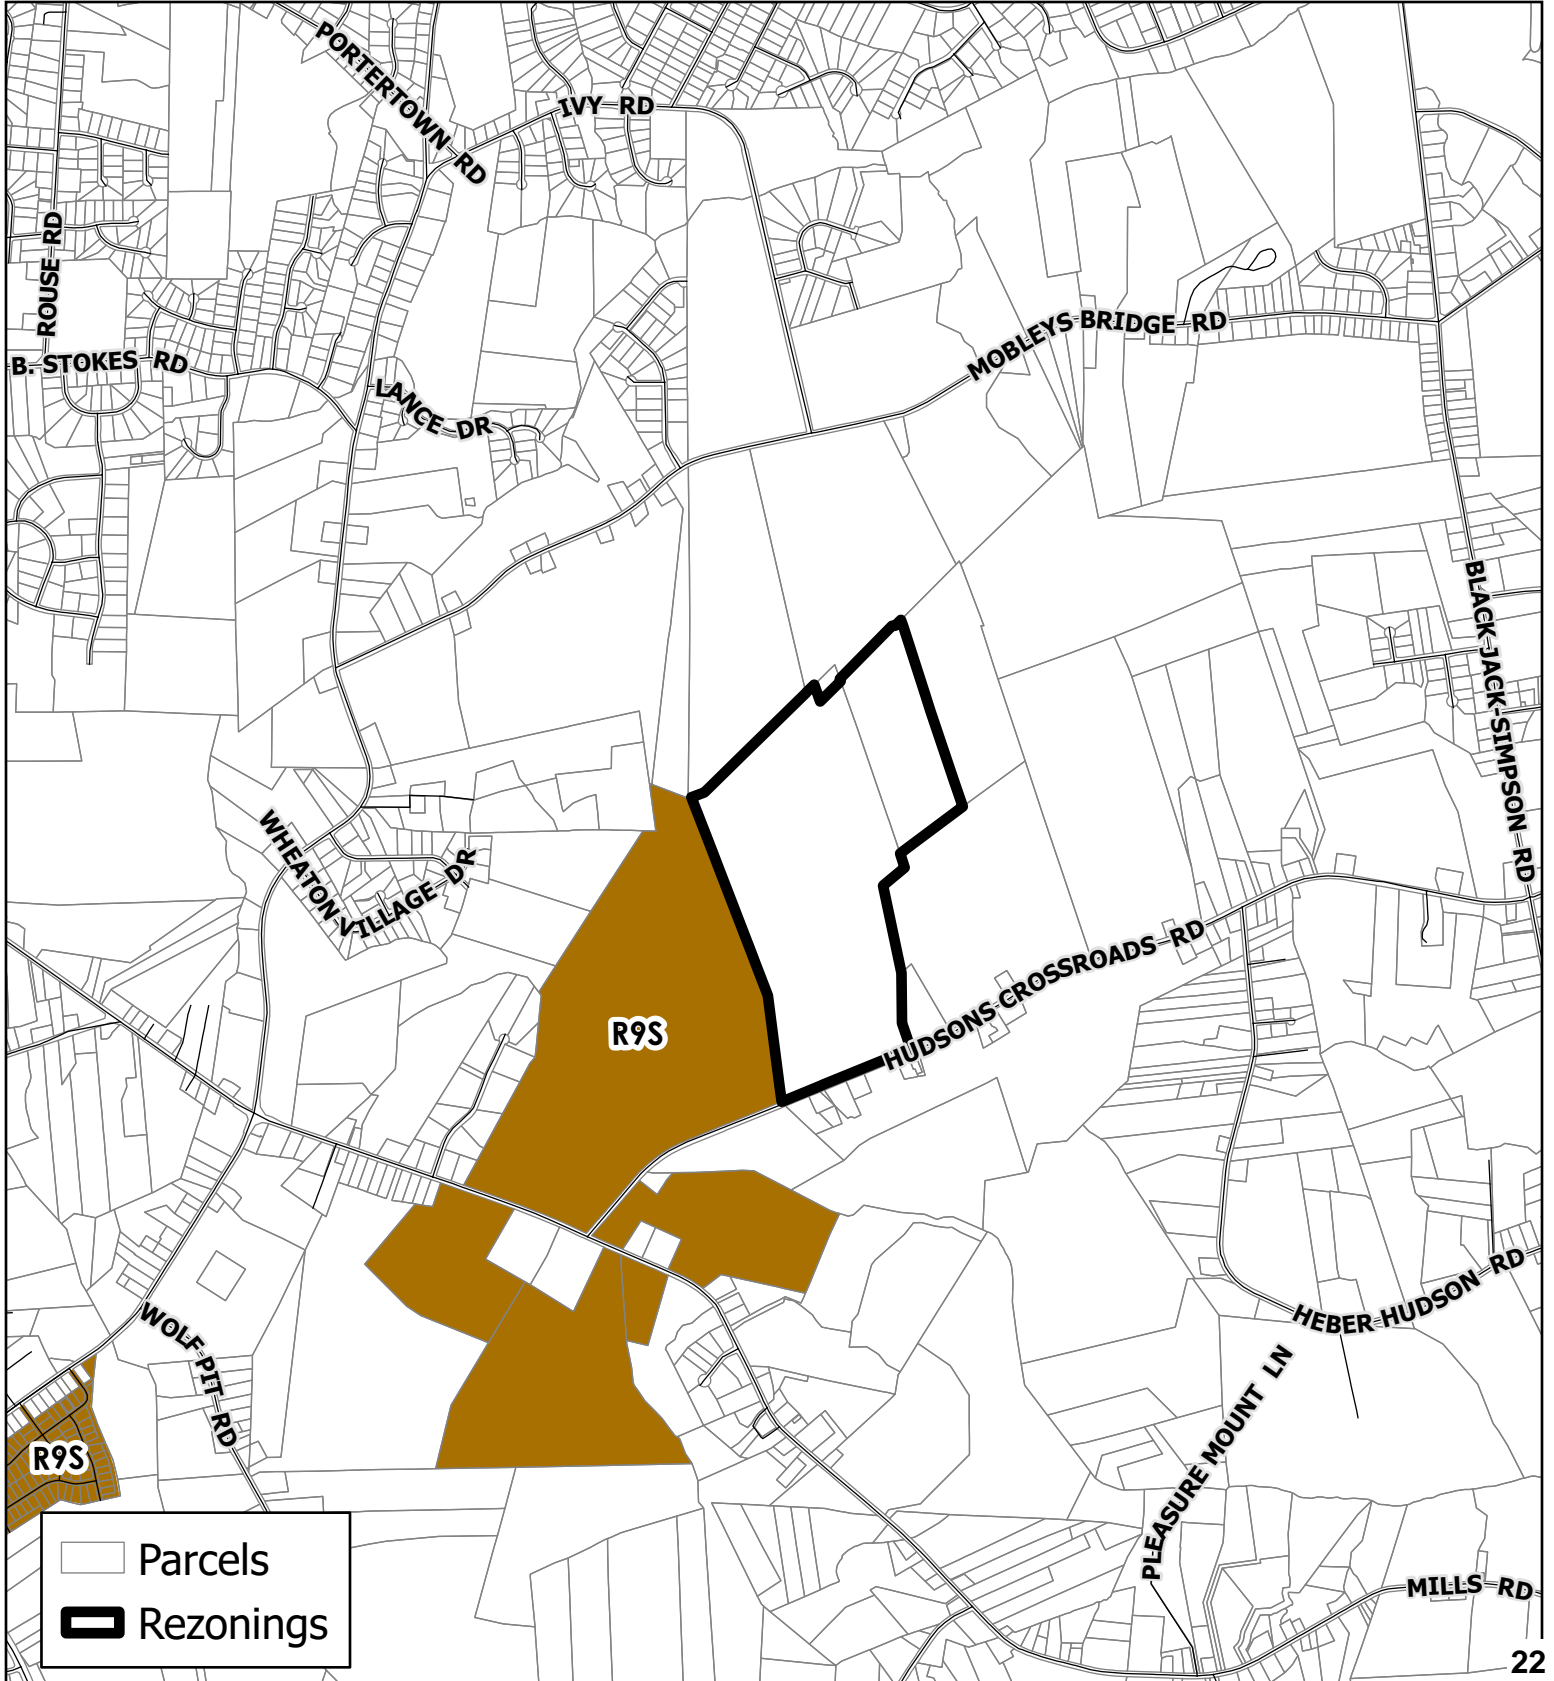 PORTERTOWN RD
IVY RD
ROUSE RD
B. STOKES RD
LANCE DR
MOBLEYS BRIDGE RD
BLACK JACK-SIMPSON RD
WHEATON VILLAGE DR
HUDSONS CROSSROADS RD
R9S
HEBER HUDSON RD
WOLF PIT RD
PLEASURE MOUNT LN
R9S
MILLS RD
Parcels
Rezonings
22